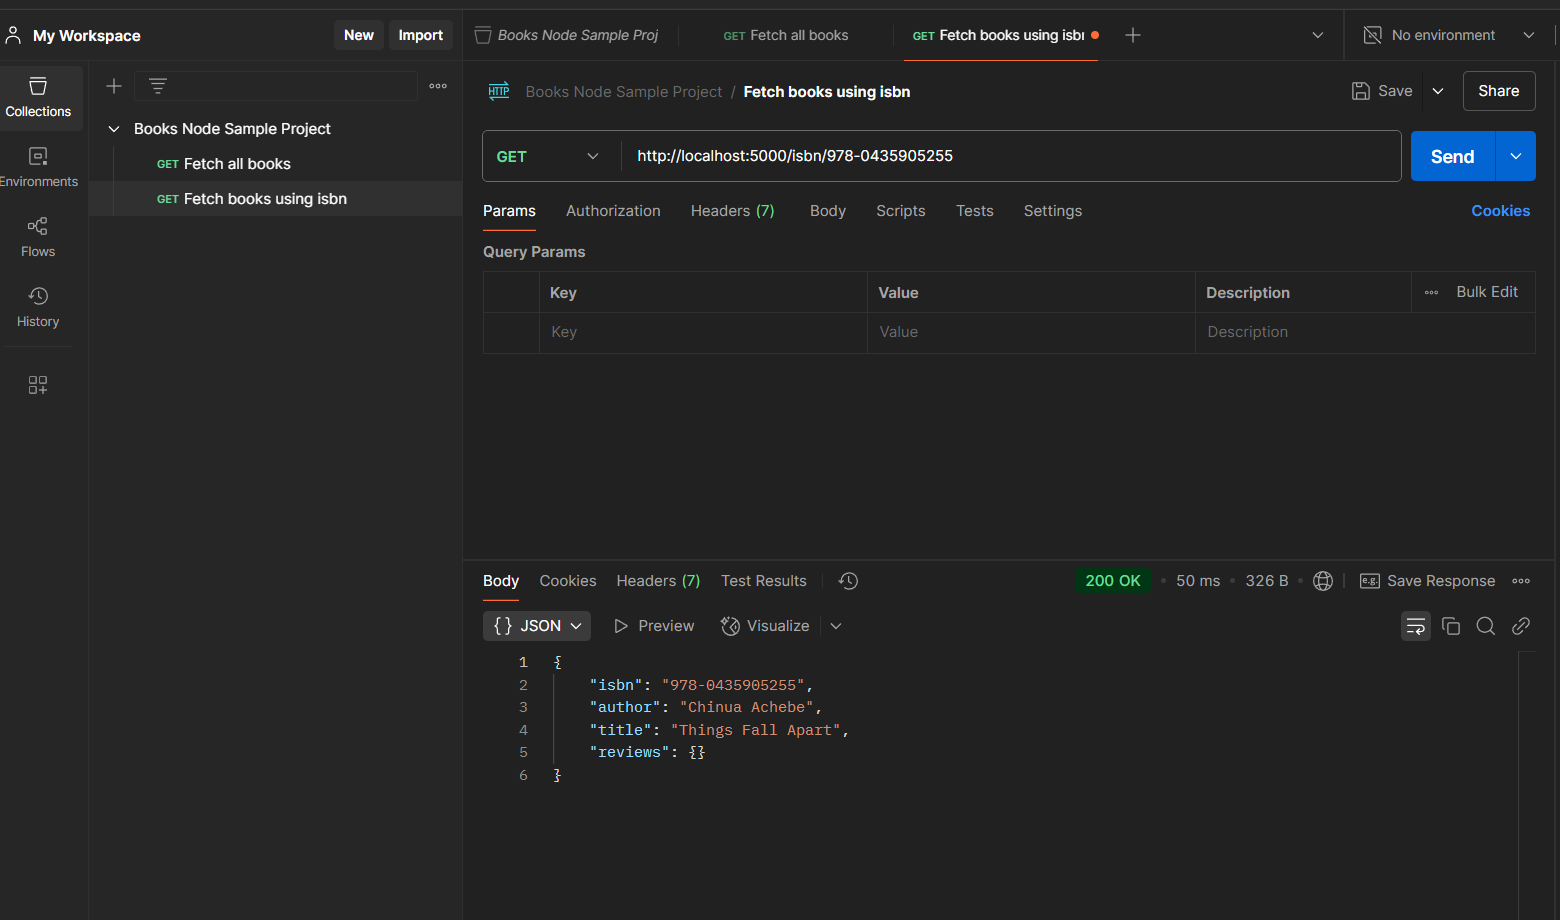 My Workspace
New
Import
Books Node Sample Proj
GET Fetch all books
GET Fetch books using isbn
No environment
Collections
Environments
Flows
History
Books Node Sample Project
GET Fetch all books
GET Fetch books using isbn
HTTP
Books Node Sample Project / Fetch books using isbn
Save
Share
GET
http://localhost:5000/isbn/978-0435905255
Send
Params
Authorization
Headers (7)
Body
Scripts
Tests
Settings
Cookies
Query Params
Key
Value
Description
Bulk Edit
Key
Value
Description
Body
Cookies
Headers (7)
Test Results
200 OK
50 ms
326 B
e.g.
Save Response
{} JSON
Preview
Visualize
1 {
2 "isbn": "978-0435905255",
3 "author": "Chinua Achebe",
4 "title": "Things Fall Apart",
5 "reviews": {}
6 }